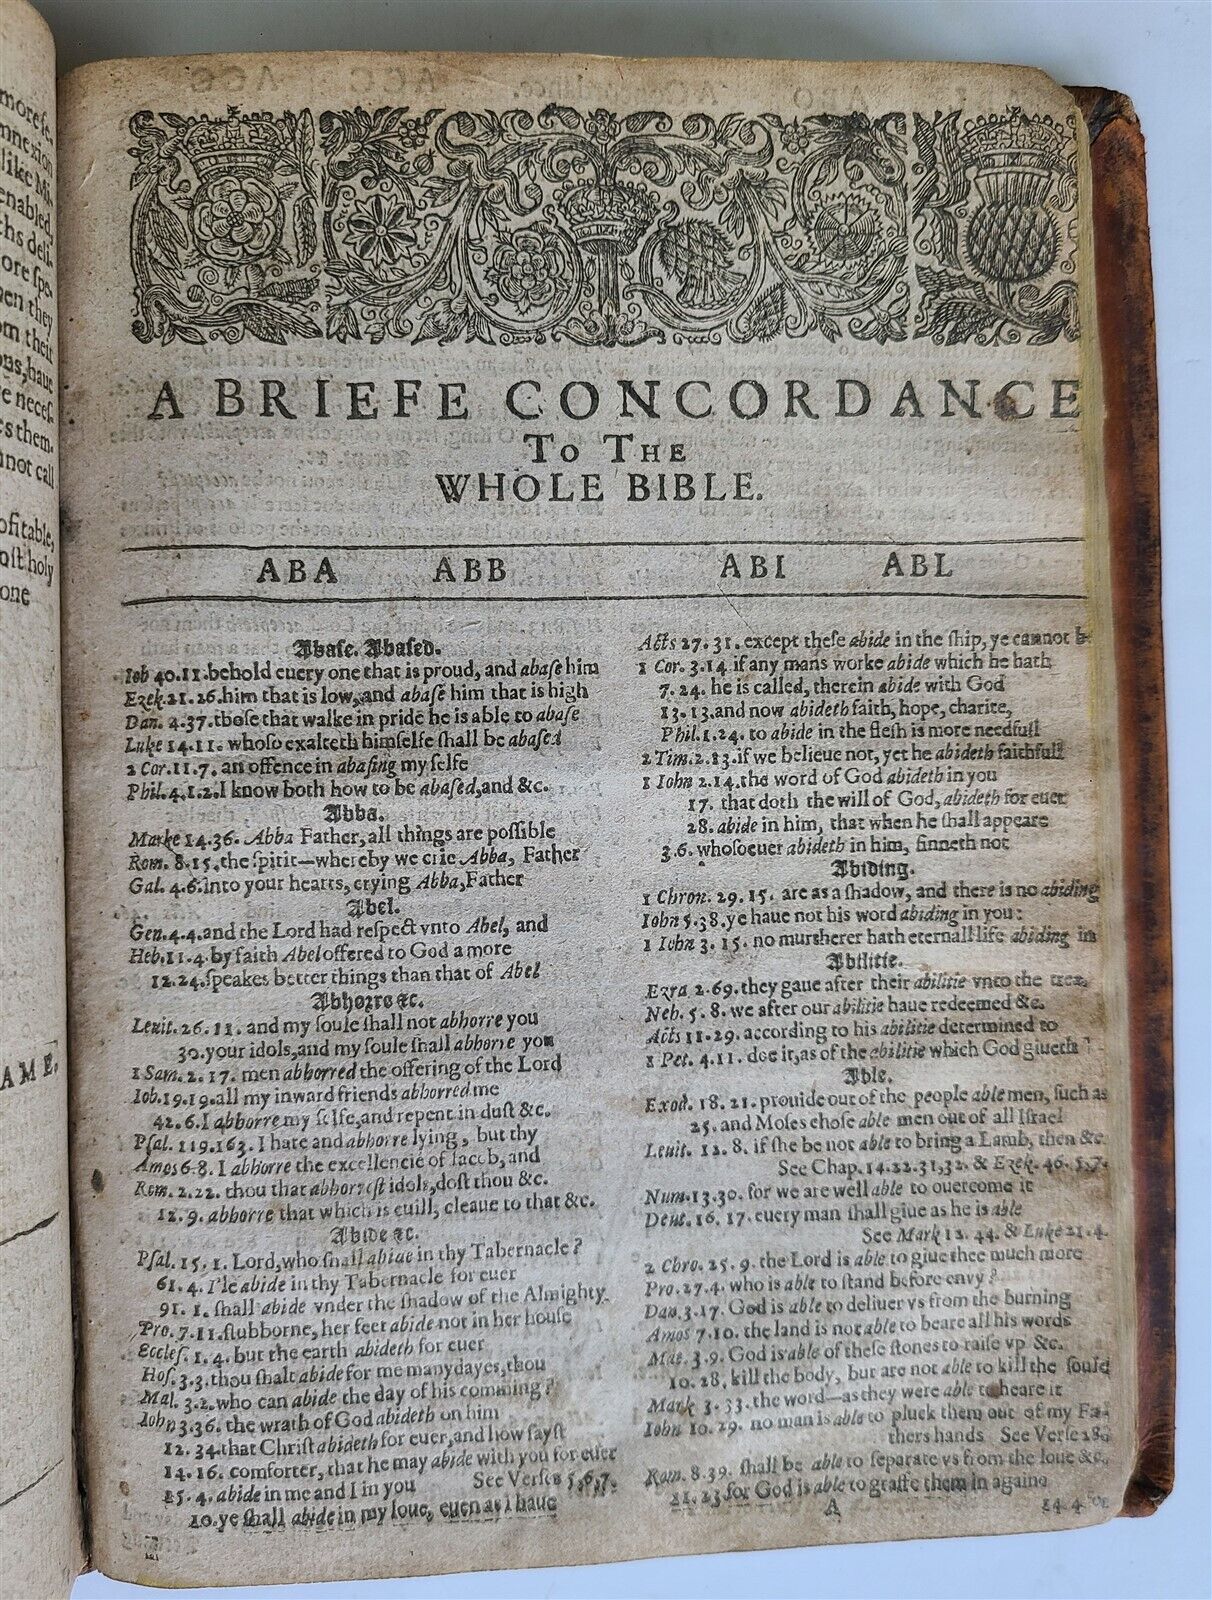 more se.
nnexion
like Mi.
enabled,
chs deli.
ore spe.
hen they
om their
ons, haue
e neces.
es them.
nnot call
ofitable,
ost holy
one
AME.
A BRIEFE CONCORDANCE
To The
WHOLE BIBLE.
ABA ABB ABI ABL
Abase. Abased.
Iob 40.11. behold euery one that is proud, and abase him
Ezek. 21.26. him that is low, and abase him that is high
Dan. 4.37. those that walke in pride he is able to abase
Luke 14.11. whoso exalteth himselfe shall be abased
2 Cor. 11.7. an offence in abasing my selfe
Phil. 4.1.2. I know both how to be abased, and &c.
Abba.
Marke 14.36. Abba Father, all things are possible
Rom. 8.15. the spirit—whereby we crie Abba, Father
Gal. 4.6. into your hearts, crying Abba, Father
Abel.
Gen. 4.4. and the Lord had respect vnto Abel, and
Heb. 11.4. by faith Abel offered to God a more
12.24. speakes better things than that of Abel
Abhorre &c.
Leuit. 26.11. and my soule shall not abhorre you
30. your idols, and my soule shall abhorre you
1 Sam. 2.17. men abhorred the offering of the Lord
Iob. 19.19. all my inward friends abhorred me
42.6. I abhorre my selfe, and repent in dust &c.
Psal. 119.163. I hate and abhorre lying, but thy
Amos 6.8. I abhorre the excellencie of Iacob, and
Rom. 2.22. thou that abhorrest idols, dost thou &c.
12.9. abhorre that which is euill, cleaue to that &c.
Abide &c.
Psal. 15.1. Lord, who shall abide in thy Tabernacle?
61.4. I'le abide in thy Tabernacle for euer
91.1. shall abide vnder the shadow of the Almighty.
Pro. 7.11. stubborne, her feet abide not in her house
Eccles. 1.4. but the earth abideth for euer
Hos. 3.3. thou shalt abide for me many dayes, thou
Mal. 3.2. who can abide the day of his comming?
Iohn 3.36. the wrath of God abideth on him
12.34. that Christ abideth for euer, and how sayst
14.16. comforter, that he may abide with you for euer
15.4. abide in me and I in you See Verses 5,6,7.
10. ye shall abide in my loue, euen as I haue
Acts 27.31. except these abide in the ship, ye cannot b
1 Cor. 3.14. if any mans worke abide which he hath
7.24. he is called, therein abide with God
13.13. and now abideth faith, hope, charite,
Phil. 1.24. to abide in the flesh is more needfull
2 Tim. 2.13. if we belieue not, yet he abideth faithfull
1 Iohn 2.14. the word of God abideth in you
17. that doth the will of God, abideth for euer
28. abide in him, that when he shall appeare
3.6. whosoeuer abideth in him, sinneth not
Abiding.
1 Chron. 29.15. are as a shadow, and there is no abiding
Iohn 5.38. ye haue not his word abiding in you:
1 Iohn 3.15. no murtherer hath eternall life abiding in
Abilitie.
Ezra 2.69. they gaue after their abilitie vnto the trea.
Neh. 5.8. we after our abilitie haue redeemed &c.
Acts 11.29. according to his abilitie determined to
1 Pet. 4.11. doe it, as of the abilitie which God giueth
Able.
Exod. 18.21. prouide out of the people able men, such as
25. and Moses chose able men out of all Israel
Leuit. 12.8. if she be not able to bring a Lamb, then &c.
See Chap. 14.22.31,32. & Ezek. 46.5,7.
Num. 13.30. for we are well able to ouercome it
Deut. 16.17. euery man shall giue as he is able
See Mark 12.44. & Luke 21.4.
2 Chro. 25.9. the Lord is able to giue thee much more
Pro. 27.4. who is able to stand before envy?
Dan. 3.17. God is able to deliuer vs from the burning
Amos 7.10. the land is not able to beare all his words
Mat. 3.9. God is able of these stones to raise vp &c.
10.28. kill the body, but are not able to kill the soule
Mark 3.33. the word—as they were able to heare it
Iohn 10.29. no man is able to pluck them out of my Fa-
thers hands See Verse 28.
Rom. 8.39. shall be able to separate vs from the loue &c.
11.23 for God is able to graffe them in againe
A 14.4